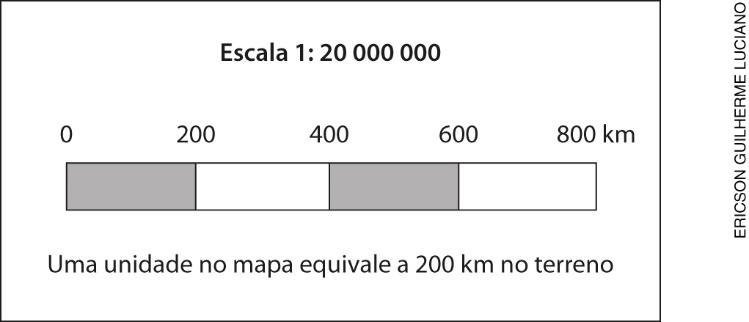 Escala 1: 20 000 000
0 200 400 600 800 km
Uma unidade no mapa equivale a 200 km no terreno
ERICSON GUILHERME LUCIANO